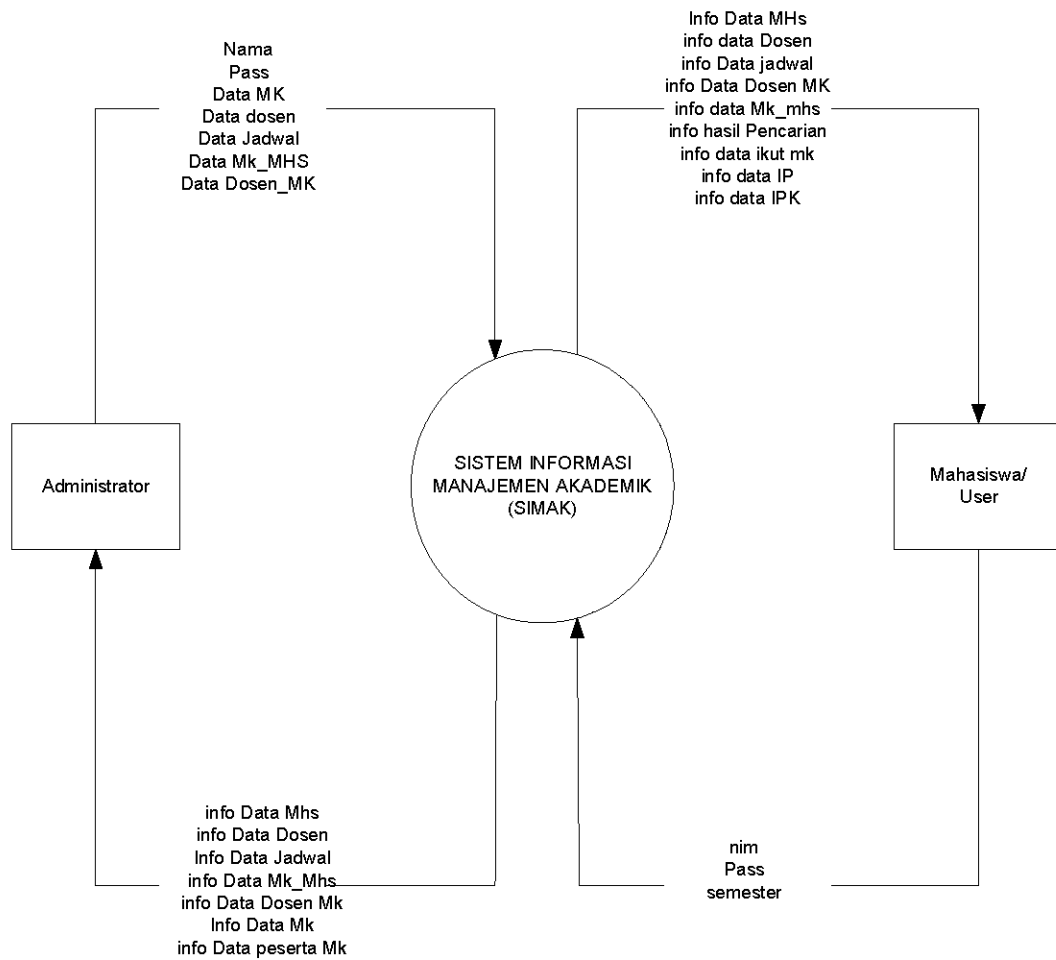 Nama
Pass
Data MK
Data dosen
Data Jadwal
Data Mk_MHS
Data Dosen_MK
Info Data MHs
info data Dosen
info Data jadwal
info Data Dosen MK
info data Mk_mhs
info hasil Pencarian
info data ikut mk
info data IP
info data IPK
Administrator
SISTEM INFORMASI
MANAJEMEN AKADEMIK
(SIMAK)
Mahasiswa/
User
info Data Mhs
info Data Dosen
Info Data Jadwal
info Data Mk_Mhs
info Data Dosen Mk
Info Data Mk
info Data peserta Mk
nim
Pass
semester